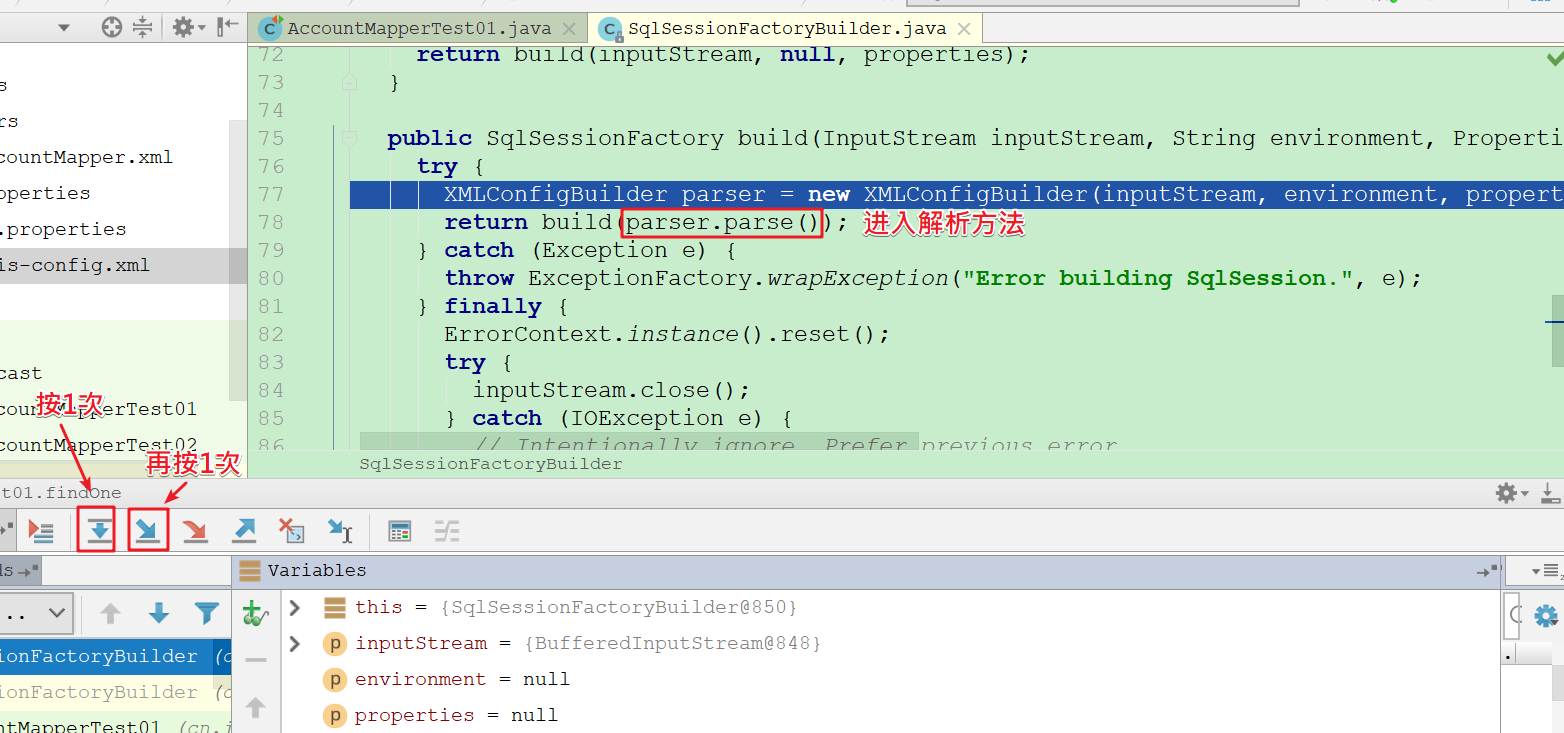 AccountMapperTest01.java
SqlSessionFactoryBuilder.java
72 return build(inputStream, null, properties);
73 }
74
75 public SqlSessionFactory build(InputStream inputStream, String environment, Properti
76 try {
77 XMLConfigBuilder parser = new XMLConfigBuilder(inputStream, environment, propert
78 return build(parser.parse()); 进入解析方法
79 } catch (Exception e) {
80 throw ExceptionFactory.wrapException("Error building SqlSession.", e);
81 } finally {
82 ErrorContext.instance().reset();
83 try {
84 inputStream.close();
85 } catch (IOException e) {
86 // Intentionally ignore. Prefer previous error
SqlSessionFactoryBuilder
s
rs
countMapper.xml
operties
.properties
is-config.xml
cast
countMapperTest01
countMapperTest02
按1次
再按1次
t01.findOne
ds
Variables
..
this = {SqlSessionFactoryBuilder@850}
inputStream = {BufferedInputStream@848}
environment = null
properties = null
ionFactoryBuilder (c
ionFactoryBuilder (c
ntMapperTest01 (cn.i